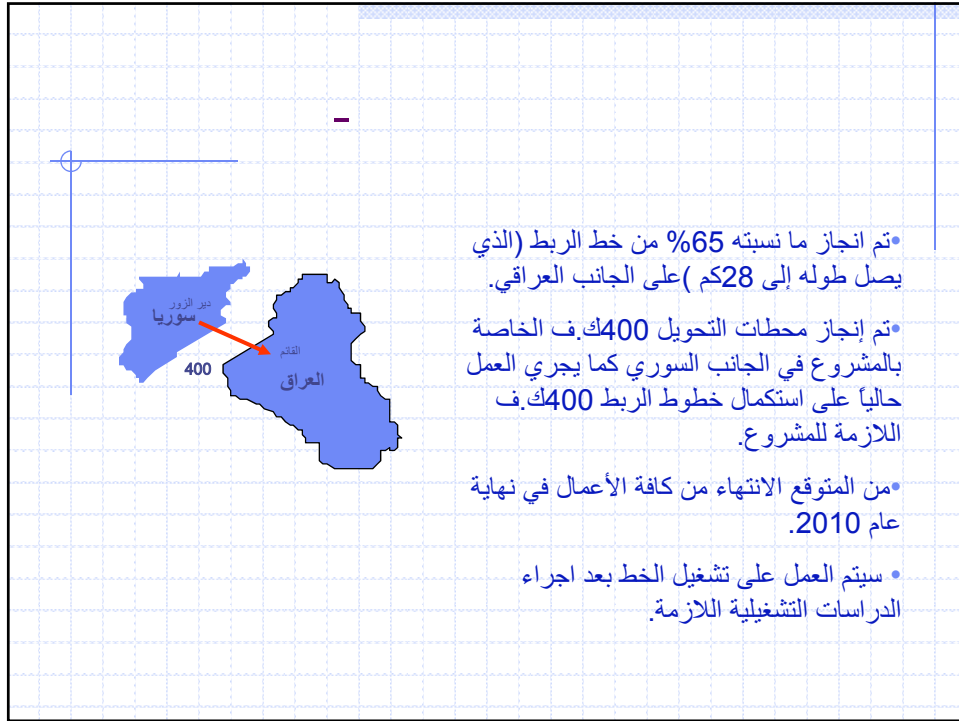 –
•تم انجاز ما نسبته 65% من خط الربط (الذي
يصل طوله إلى 28كم )على الجانب العراقي.
•تم إنجاز محطات التحويل 400ك.ف الخاصة
بالمشروع في الجانب السوري كما يجري العمل
حالياً على استكمال خطوط الربط 400ك.ف
اللازمة للمشروع.
•من المتوقع الانتهاء من كافة الأعمال في نهاية
عام 2010.
• سيتم العمل على تشغيل الخط بعد اجراء
الدراسات التشغيلية اللازمة.
دير الزور
سوريا
400
القائم
العراق